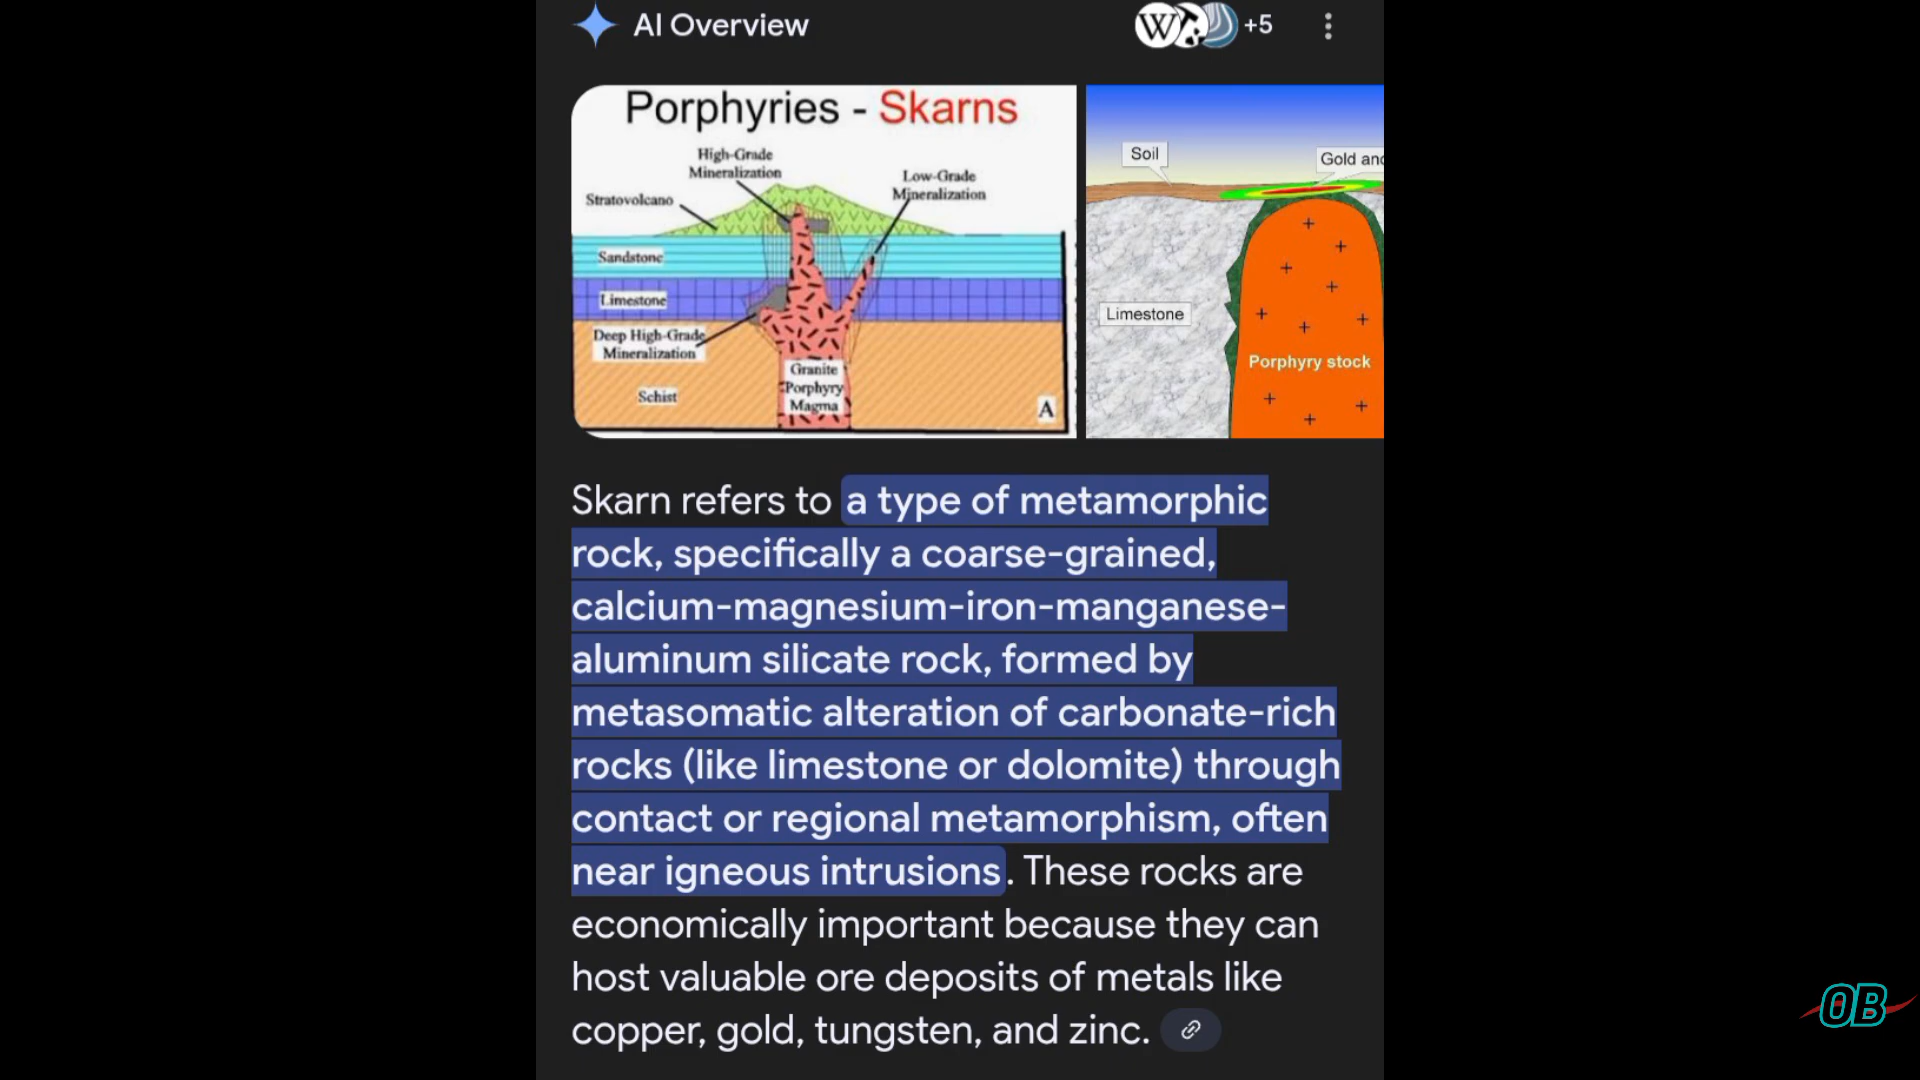 AI Overview
W
+5
Porphyries - Skarns
High-Grade
Mineralization
Low-Grade
Mineralization
Stratovolcano
Sandstone
Limestone
Deep High-Grade
Mineralization
Granite
Porphyry
Magma
Schist
A
Soil
Gold and
Limestone
Porphyry stock
Skarn refers to a type of metamorphic
rock, specifically a coarse-grained,
calcium-magnesium-iron-manganese-
aluminum silicate rock, formed by
metasomatic alteration of carbonate-rich
rocks (like limestone or dolomite) through
contact or regional metamorphism, often
near igneous intrusions. These rocks are
economically important because they can
host valuable ore deposits of metals like
copper, gold, tungsten, and zinc.
OB